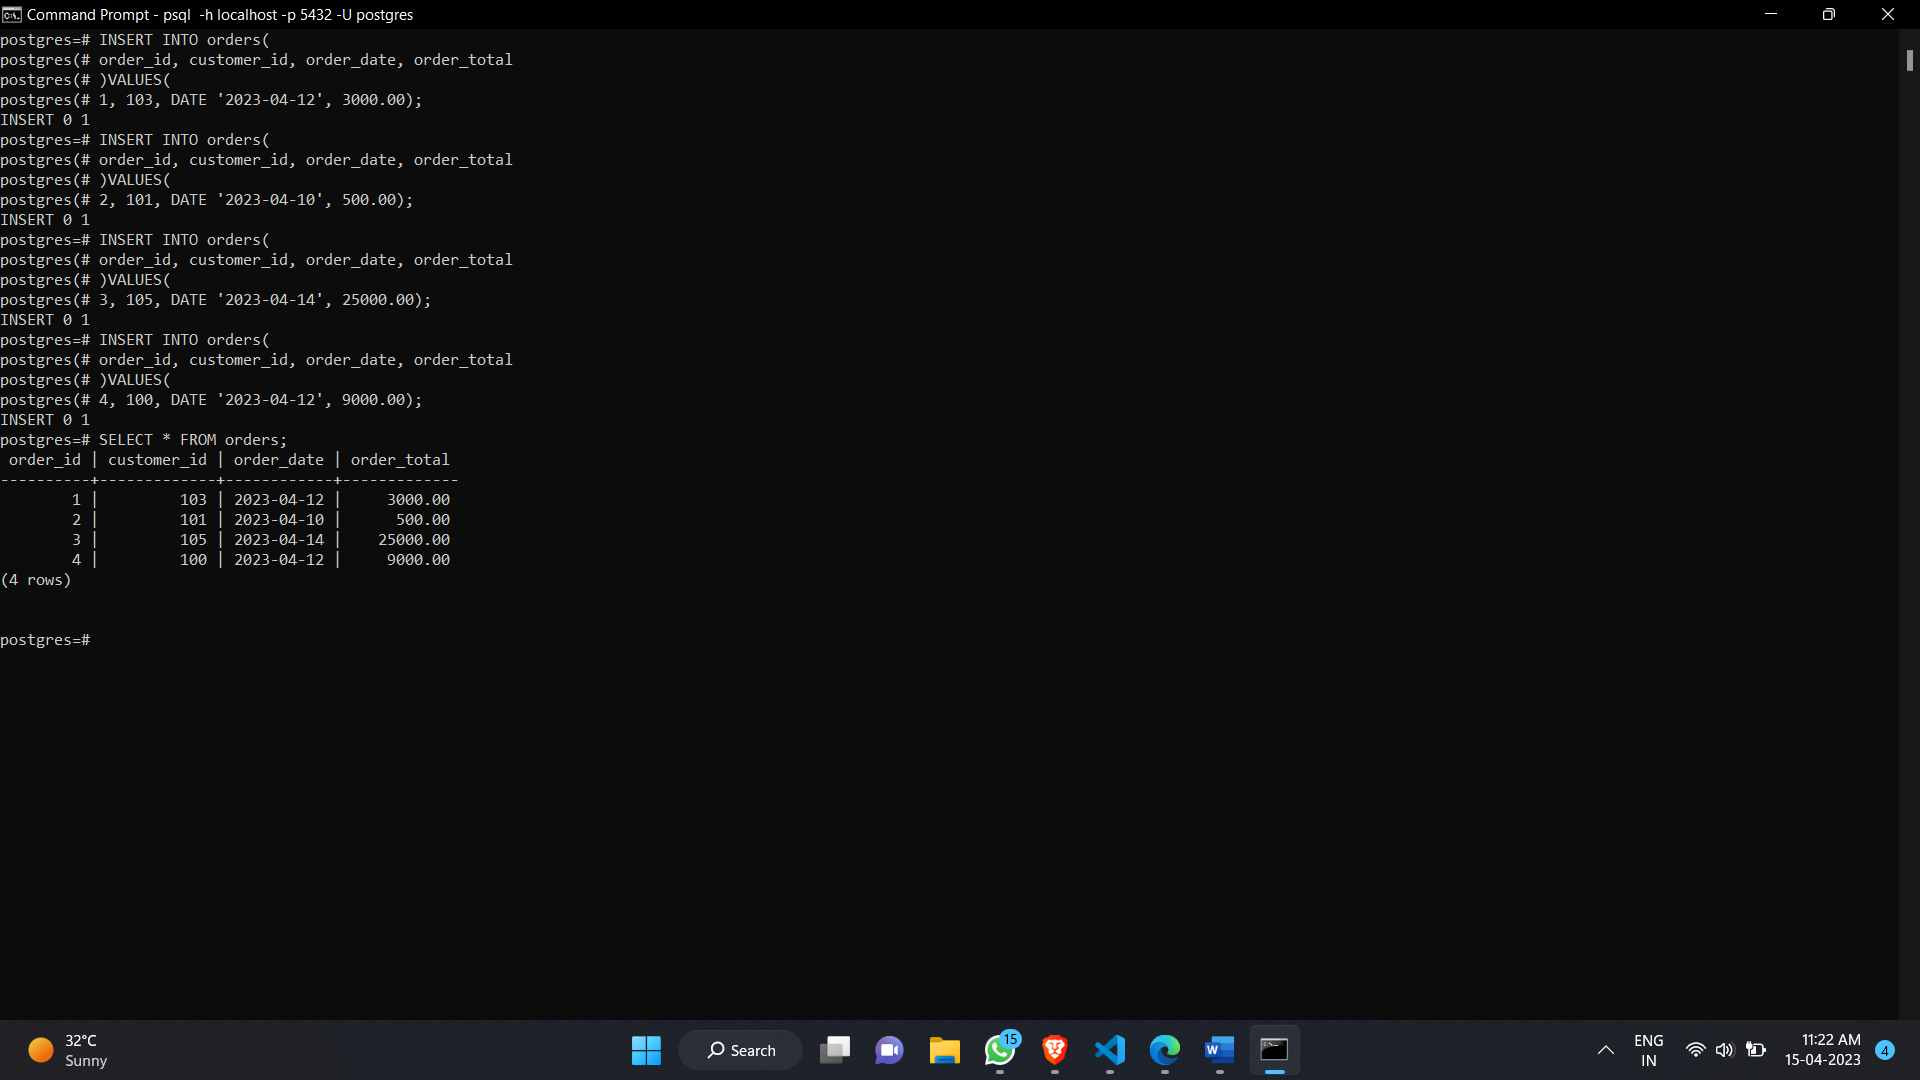 Command Prompt - psql  -h localhost -p 5432 -U postgres
postgres=# INSERT INTO orders(
postgres(# order_id, customer_id, order_date, order_total
postgres(# )VALUES(
postgres(# 1, 103, DATE '2023-04-12', 3000.00);
INSERT 0 1
postgres=# INSERT INTO orders(
postgres(# order_id, customer_id, order_date, order_total
postgres(# )VALUES(
postgres(# 2, 101, DATE '2023-04-10', 500.00);
INSERT 0 1
postgres=# INSERT INTO orders(
postgres(# order_id, customer_id, order_date, order_total
postgres(# )VALUES(
postgres(# 3, 105, DATE '2023-04-14', 25000.00);
INSERT 0 1
postgres=# INSERT INTO orders(
postgres(# order_id, customer_id, order_date, order_total
postgres(# )VALUES(
postgres(# 4, 100, DATE '2023-04-12', 9000.00);
INSERT 0 1
postgres=# SELECT * FROM orders;
 order_id | customer_id | order_date | order_total
----------+-------------+------------+-------------
        1 |         103 | 2023-04-12 |     3000.00
        2 |         101 | 2023-04-10 |      500.00
        3 |         105 | 2023-04-14 |    25000.00
        4 |         100 | 2023-04-12 |     9000.00
(4 rows)
postgres=#
32°C
Sunny
Search
15
ENG
IN
11:22 AM
15-04-2023
4